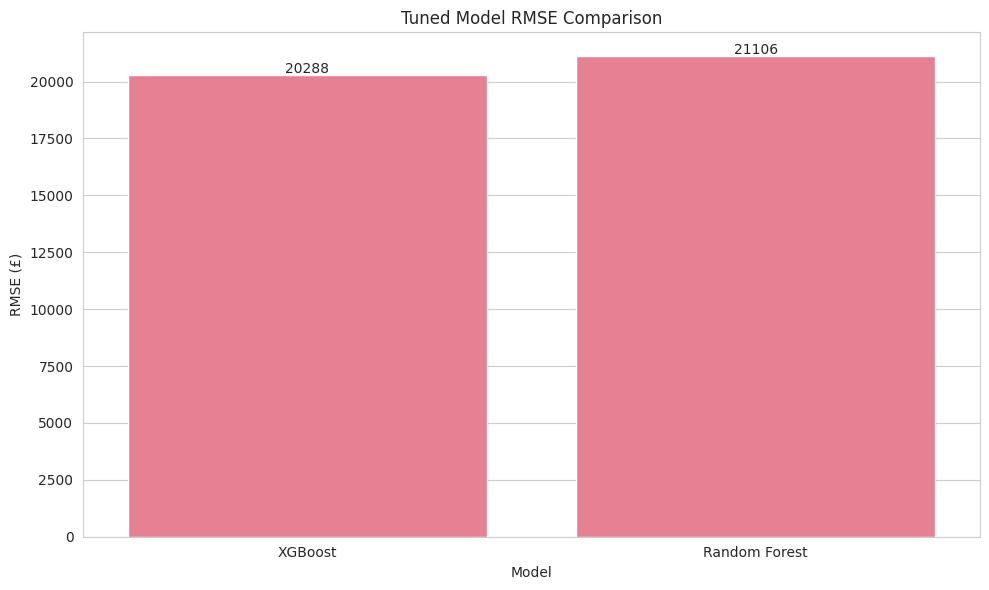 Tuned Model RMSE Comparison
20288
21106
RMSE (£)
20000
17500
15000
12500
10000
7500
5000
2500
0
XGBoost
Random Forest
Model